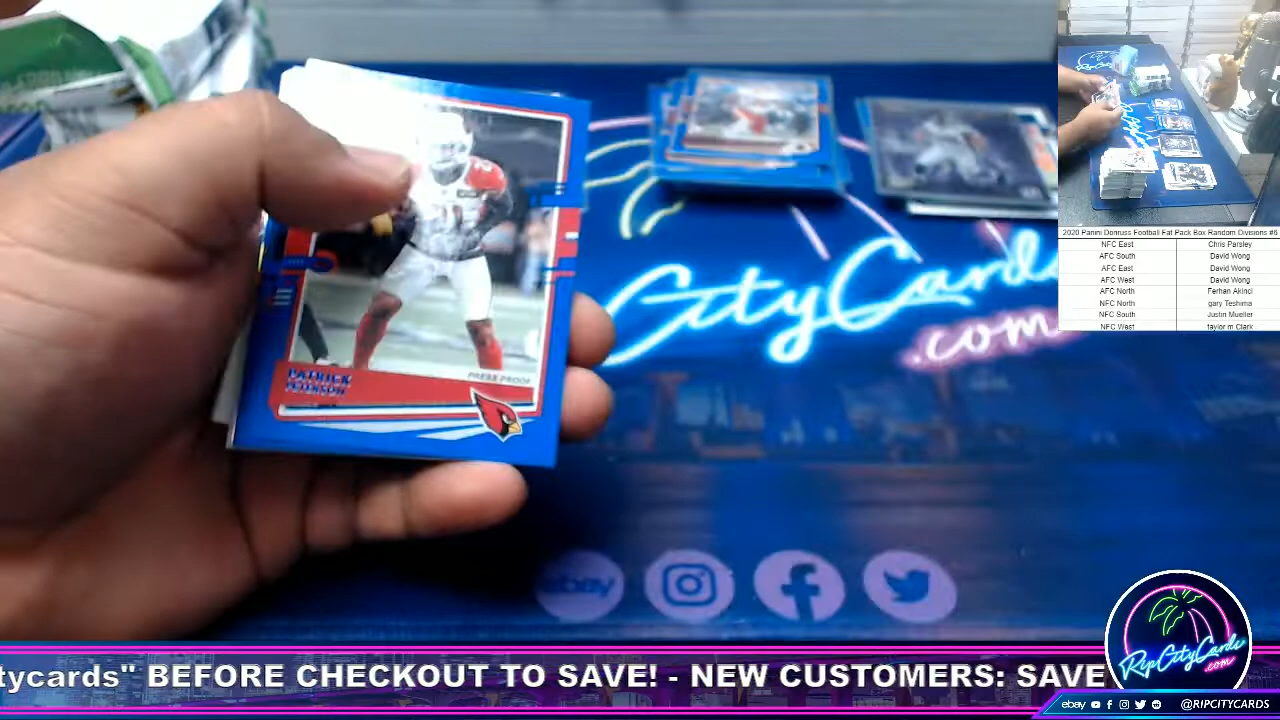 PATRICK
PETERSON
PRESS PROOF
CityCards
.com
ebay
2020 Panini Donruss Football Fat Pack Box Random Divisions #6
NFC East Chris Parsley
AFC South David Wong
AFC East David Wong
AFC West David Wong
AFC North Ferhan Akinci
NFC North gary Teshima
NFC South Justin Mueller
NFC West taylor m Clark
tycards" BEFORE CHECKOUT TO SAVE! - NEW CUSTOMERS: SAVE
RipCityCards
.com
ebay @RIPCITYCARDS